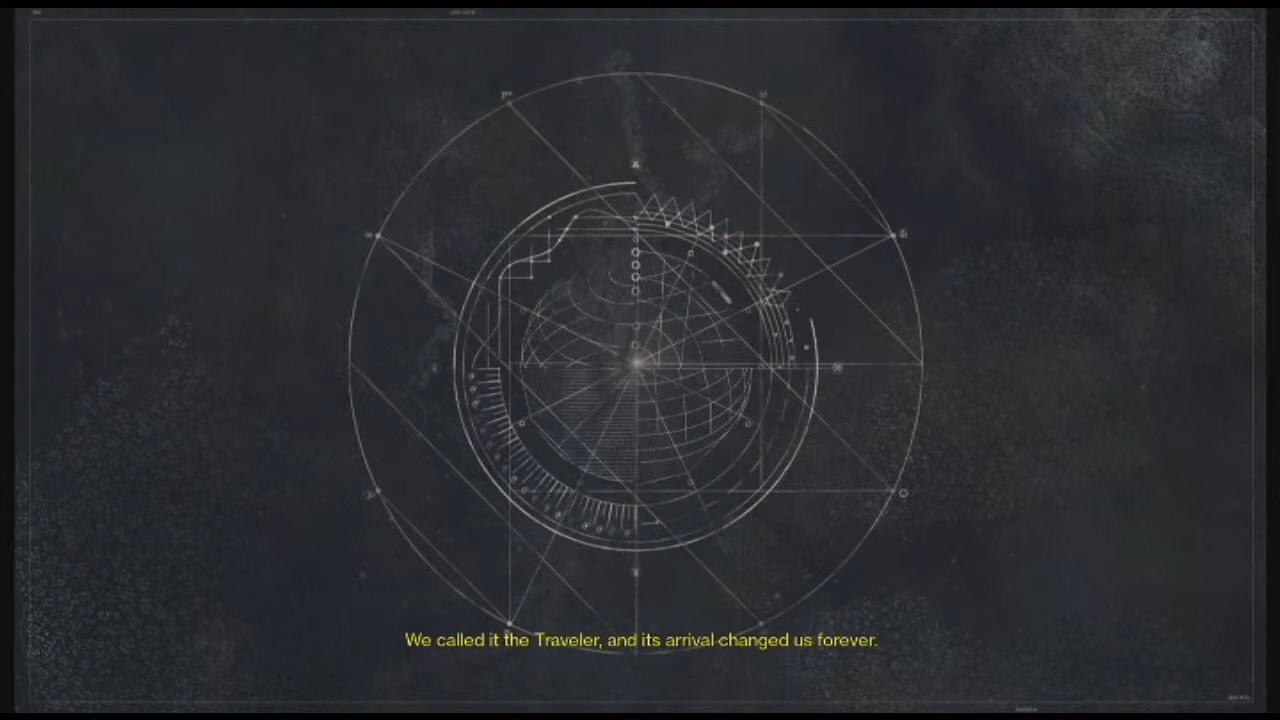 We called it the Traveler, and its arrival changed us forever.